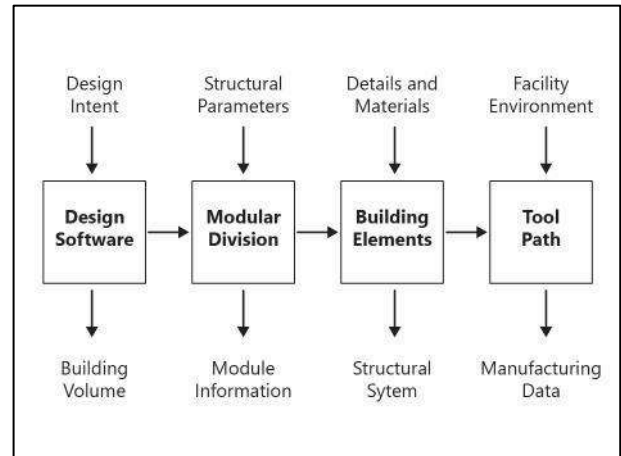 Design
Intent
Structural
Parameters
Details and
Materials
Facility
Environment
Design
Software
Modular
Division
Building
Elements
Tool
Path
Building
Volume
Module
Information
Structural
Sytem
Manufacturing
Data